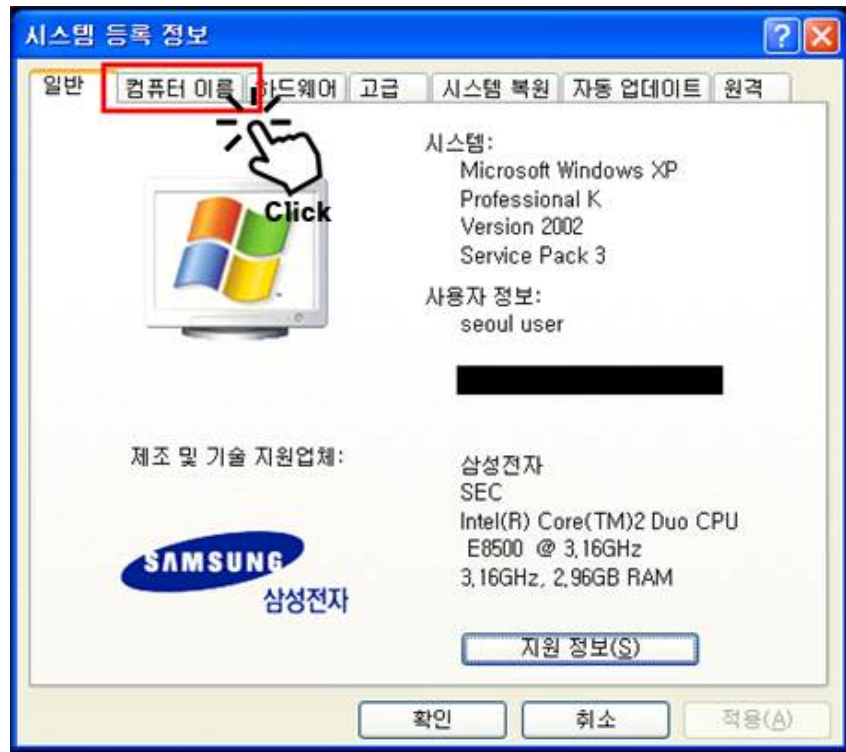 시스템 등록 정보
일반 컴퓨터 이름 하드웨어 고급 시스템 복원 자동 업데이트 원격
Click
시스템:
Microsoft Windows XP
Professional K
Version 2002
Service Pack 3
사용자 정보:
seoul user
제조 및 기술 지원업체:
삼성전자
SEC
Intel(R) Core(TM)2 Duo CPU
E8500 @ 3,16GHz
3,16GHz, 2,96GB RAM
SAMSUNG
삼성전자
지원 정보(S)
확인 취소 적용(A)